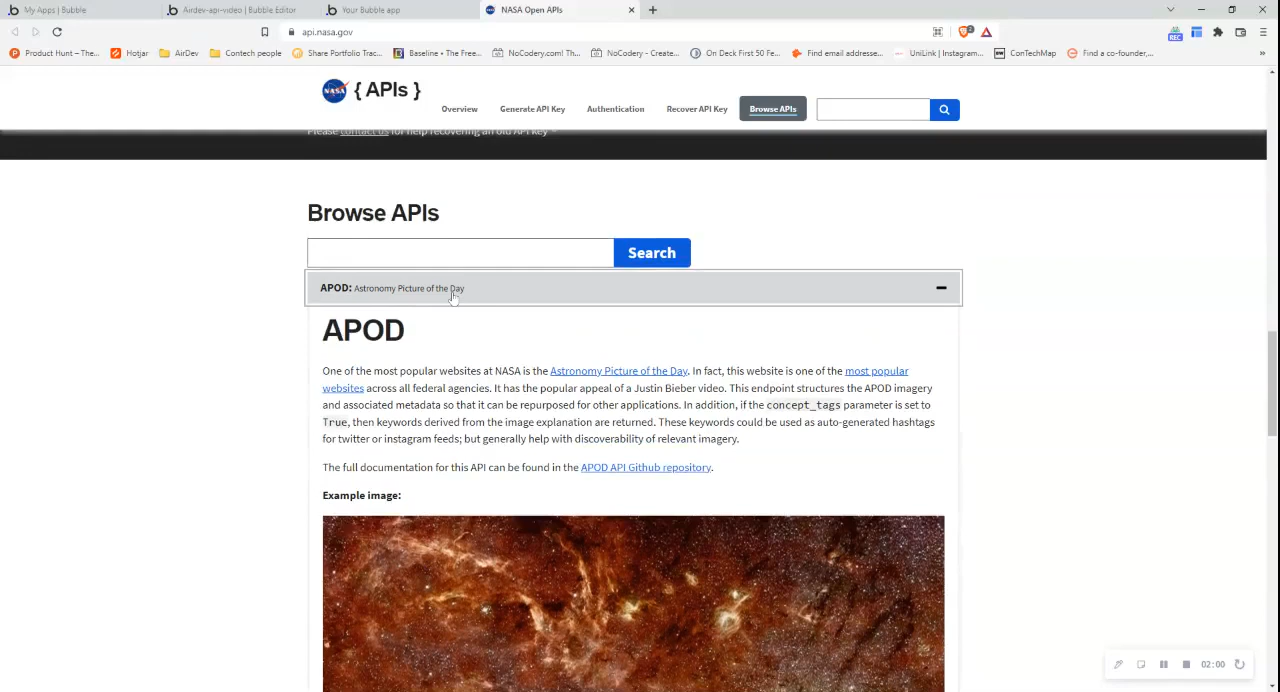 My Apps | Bubble
Airdev-api-video | Bubble Editor
Your Bubble app
NASA Open APIs
api.nasa.gov
REC
Product Hunt – The...
Hotjar
AirDev
Contech people
Share Portfolio Trac...
Baseline • The Free...
NoCodery.com! Th...
NoCodery - Create...
On Deck First 50 Fe...
Find email addresse...
UniLink | Instagram...
ConTechMap
Find a co-founder,...
NASA
{ APIs }
Overview
Generate API Key
Authentication
Recover API Key
Browse APIs
Please contact us for help recovering an old API key
Browse APIs
Search
APOD: Astronomy Picture of the Day
APOD
One of the most popular websites at NASA is the Astronomy Picture of the Day. In fact, this website is one of the most popular
websites across all federal agencies. It has the popular appeal of a Justin Bieber video. This endpoint structures the APOD imagery
and associated metadata so that it can be repurposed for other applications. In addition, if the concept_tags parameter is set to
True, then keywords derived from the image explanation are returned. These keywords could be used as auto-generated hashtags
for twitter or instagram feeds; but generally help with discoverability of relevant imagery.
The full documentation for this API can be found in the APOD API Github repository.
Example image:
02:00